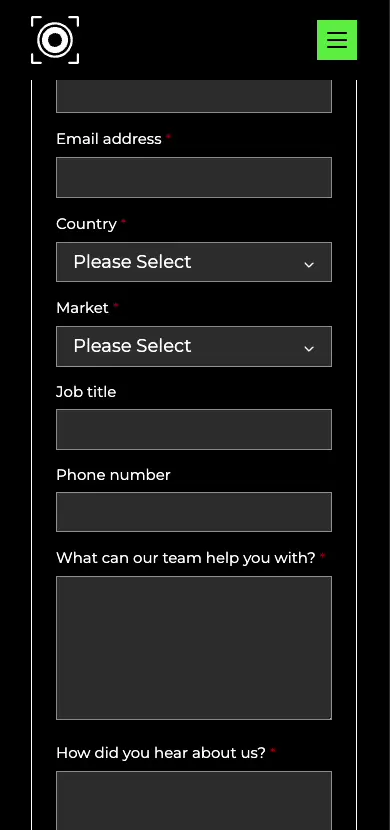 Email address *
Country *
Please Select
Market *
Please Select
Job title
Phone number
What can our team help you with? *
How did you hear about us? *